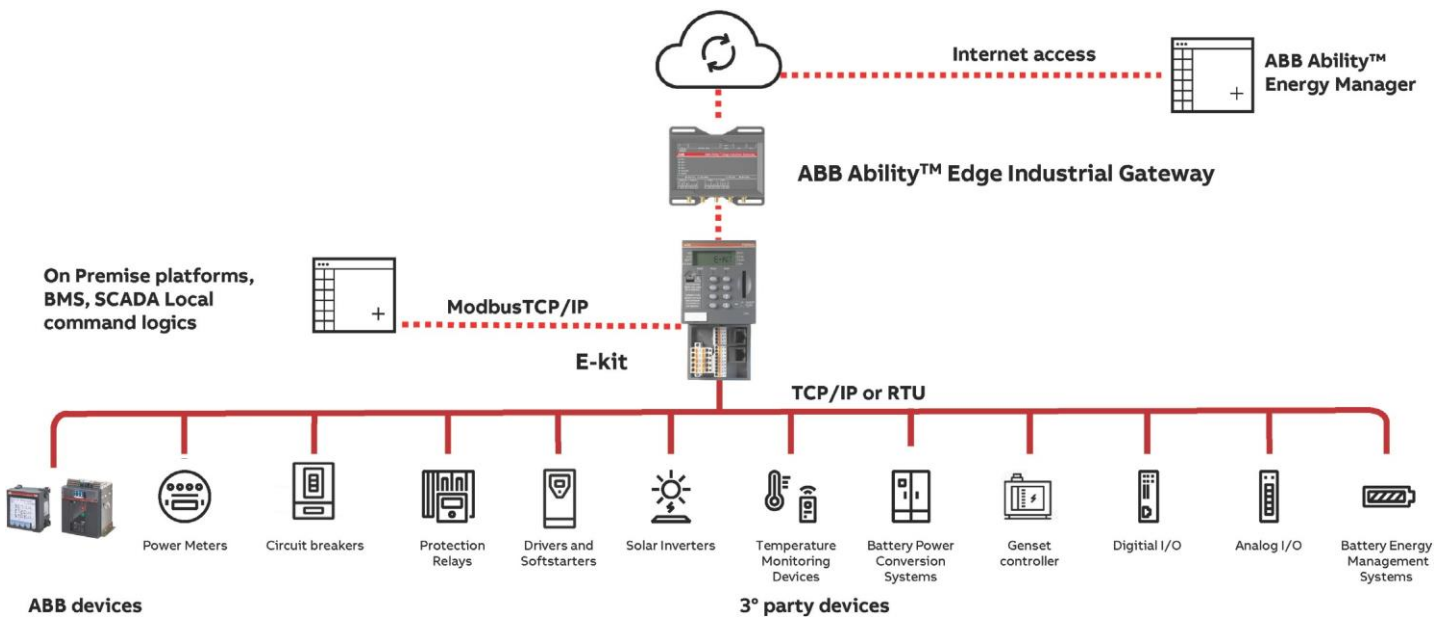 Internet access
ABB Ability™
Energy Manager
ABB Ability™ Edge Industrial Gateway
On Premise platforms,
BMS, SCADA Local
command logics
ModbusTCP/IP
E-kit
TCP/IP or RTU
Power Meters
Circuit breakers
Protection
Relays
Drivers and
Softstarters
Solar Inverters
Temperature
Monitoring
Devices
Battery Power
Conversion
Systems
Genset
controller
Digitial I/O
Analog I/O
Battery Energy
Management
Systems
ABB devices
3° party devices